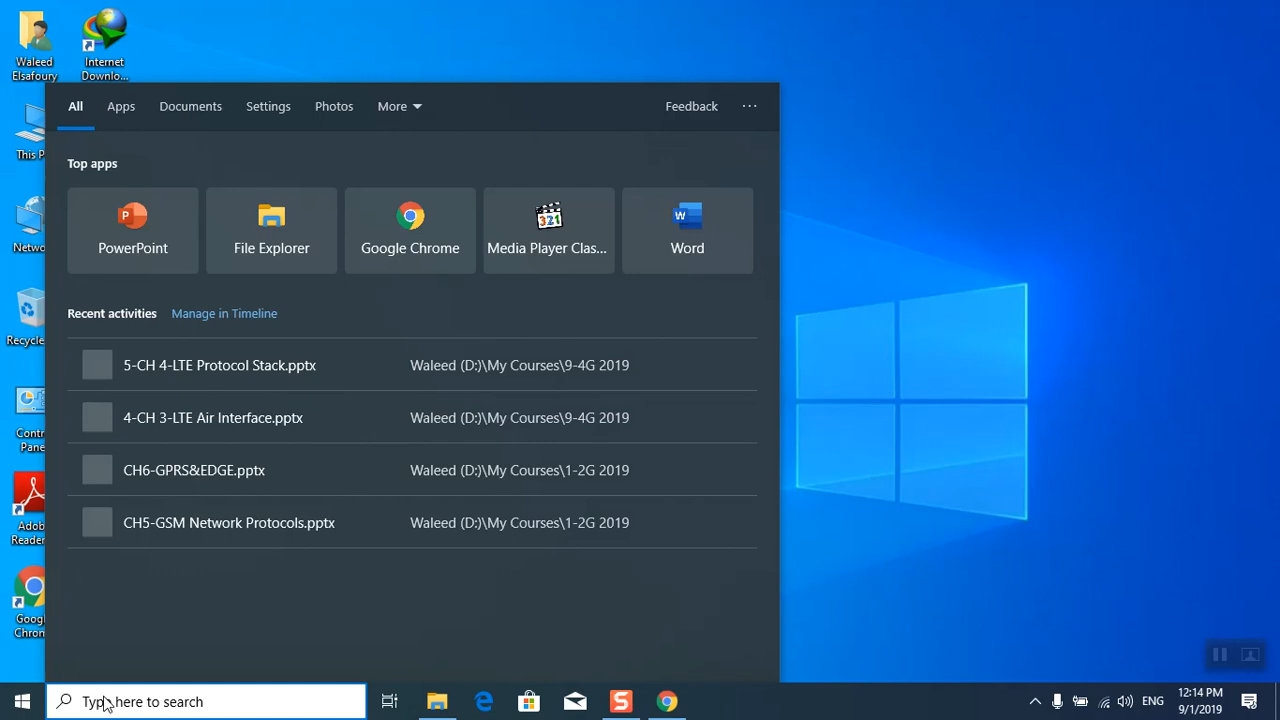 Waleed
Elsafoury
Internet
Downlo...
This P
Netwo
Recycle
Contr
Pane
Adob
Reader
Goog
Chron
All Apps Documents Settings Photos More Feedback ...
Top apps
PowerPoint File Explorer Google Chrome Media Player Clas... Word
321
Recent activities Manage in Timeline
5-CH 4-LTE Protocol Stack.pptx Waleed (D:)\My Courses\9-4G 2019
4-CH 3-LTE Air Interface.pptx Waleed (D:)\My Courses\9-4G 2019
CH6-GPRS&EDGE.pptx Waleed (D:)\My Courses\1-2G 2019
CH5-GSM Network Protocols.pptx Waleed (D:)\My Courses\1-2G 2019
Type here to search
ENG
12:14 PM
9/1/2019